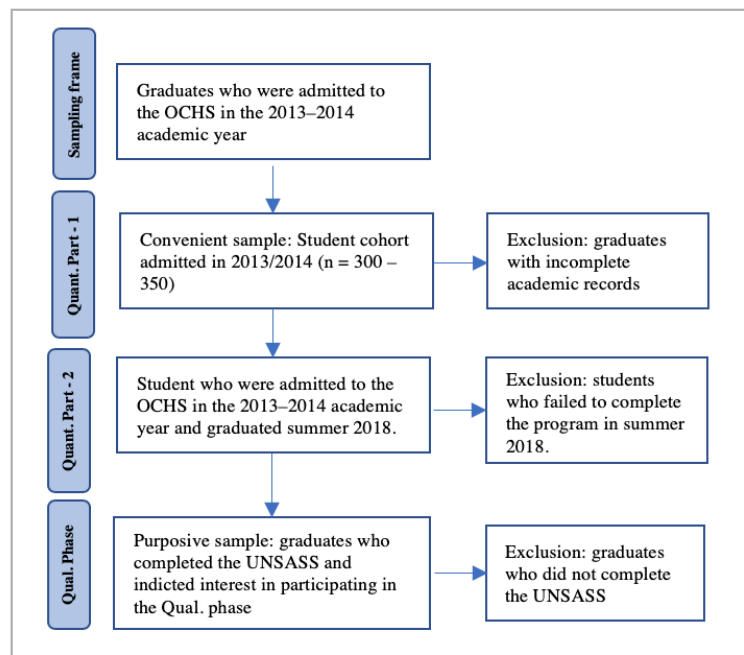 Sampling frame
Graduates who were admitted to
the OCHS in the 2013–2014
academic year
Quant. Part - 1
Convenient sample: Student cohort
admitted in 2013/2014 (n = 300 –
350)
Exclusion: graduates
with incomplete
academic records
Quant. Part - 2
Student who were admitted to the
OCHS in the 2013–2014 academic
year and graduated summer 2018.
Exclusion: students
who failed to complete
the program in summer
2018.
Qual. Phase
Purposive sample: graduates who
completed the UNSASS and
indicted interest in participating in
the Qual. phase
Exclusion: graduates
who did not complete
the UNSASS